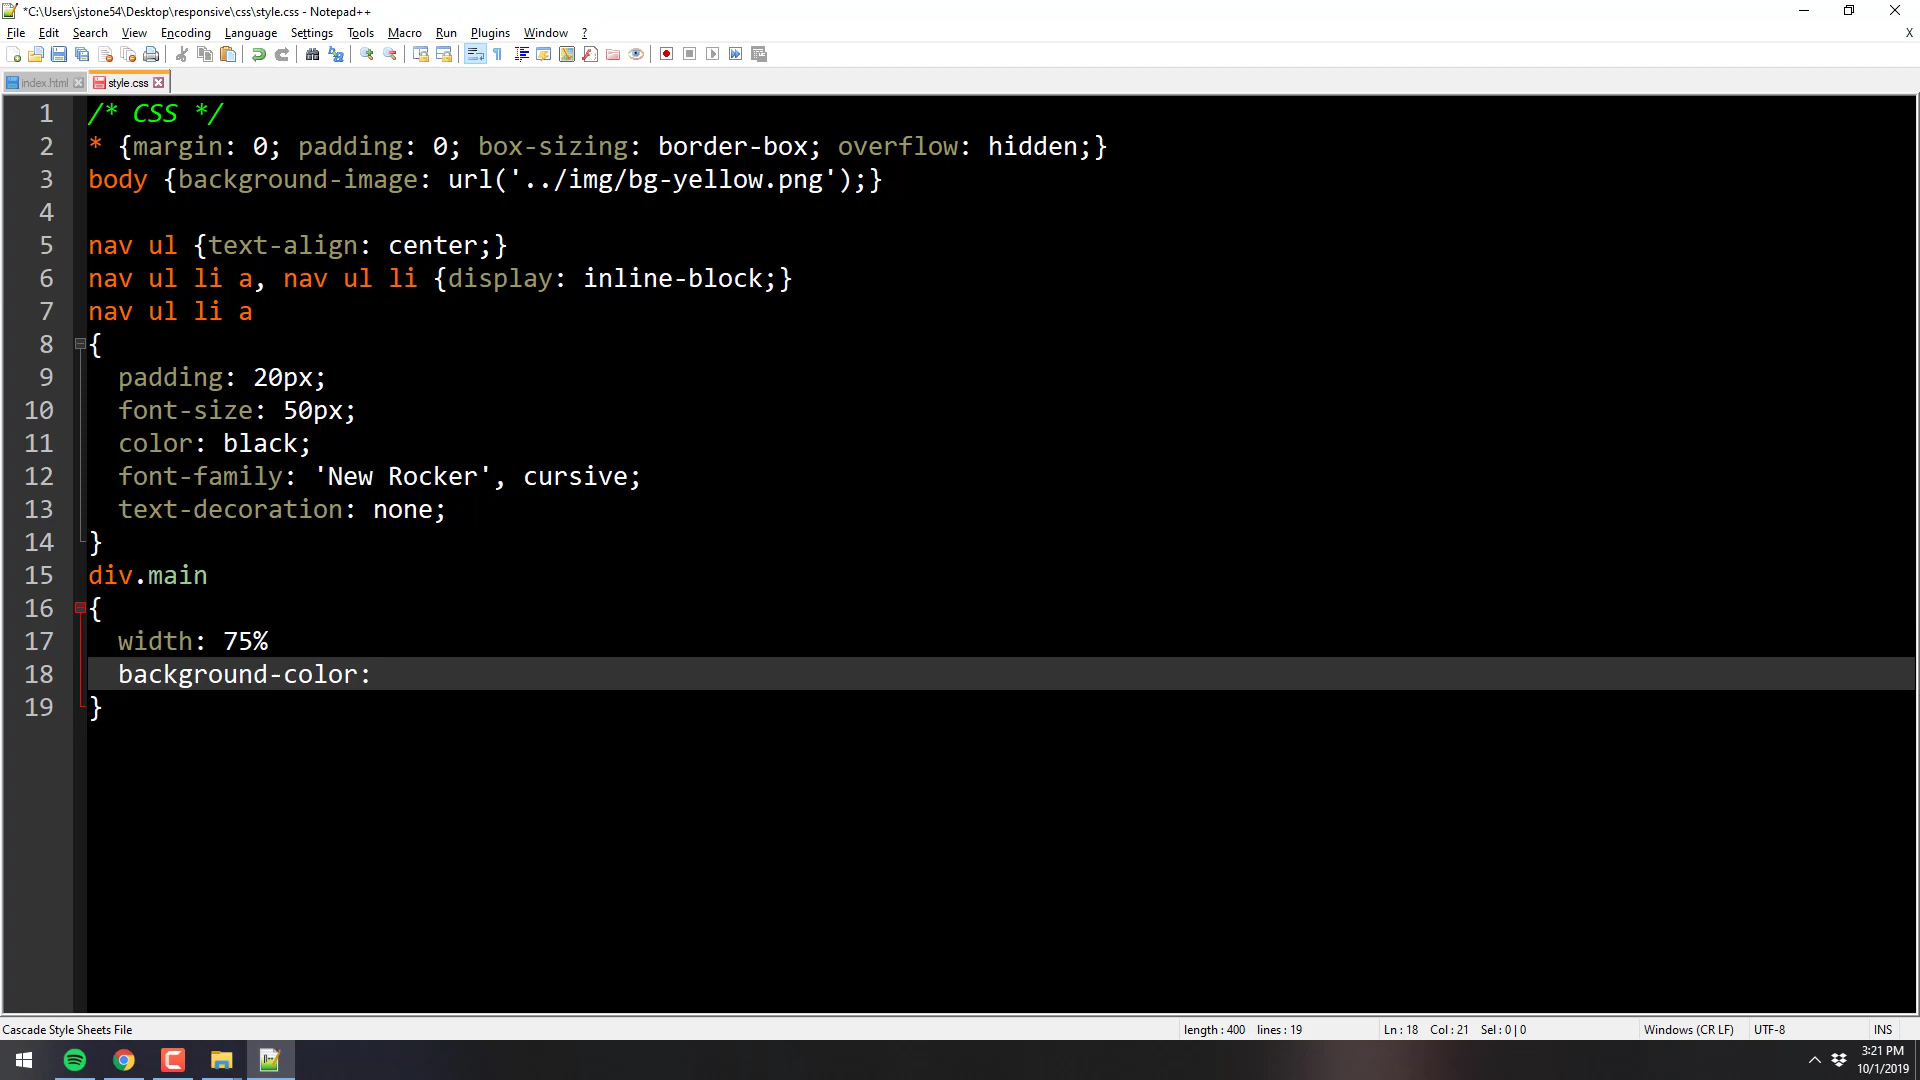 *C:\Users\jstone54\Desktop\responsive\css\style.css - Notepad++
File Edit Search View Encoding Language Settings Tools Macro Run Plugins Window ? X
index.html style.css
1 /* CSS */
2 * {margin: 0; padding: 0; box-sizing: border-box; overflow: hidden;}
3 body {background-image: url('../img/bg-yellow.png');}
4
5 nav ul {text-align: center;}
6 nav ul li a, nav ul li {display: inline-block;}
7 nav ul li a
8 {
9 padding: 20px;
10 font-size: 50px;
11 color: black;
12 font-family: 'New Rocker', cursive;
13 text-decoration: none;
14 }
15 div.main
16 {
17 width: 75%
18 background-color:
19 }
Cascade Style Sheets File length : 400 lines : 19 Ln : 18 Col : 21 Sel : 0 | 0 Windows (CR LF) UTF-8 INS
3:21 PM
10/1/2019